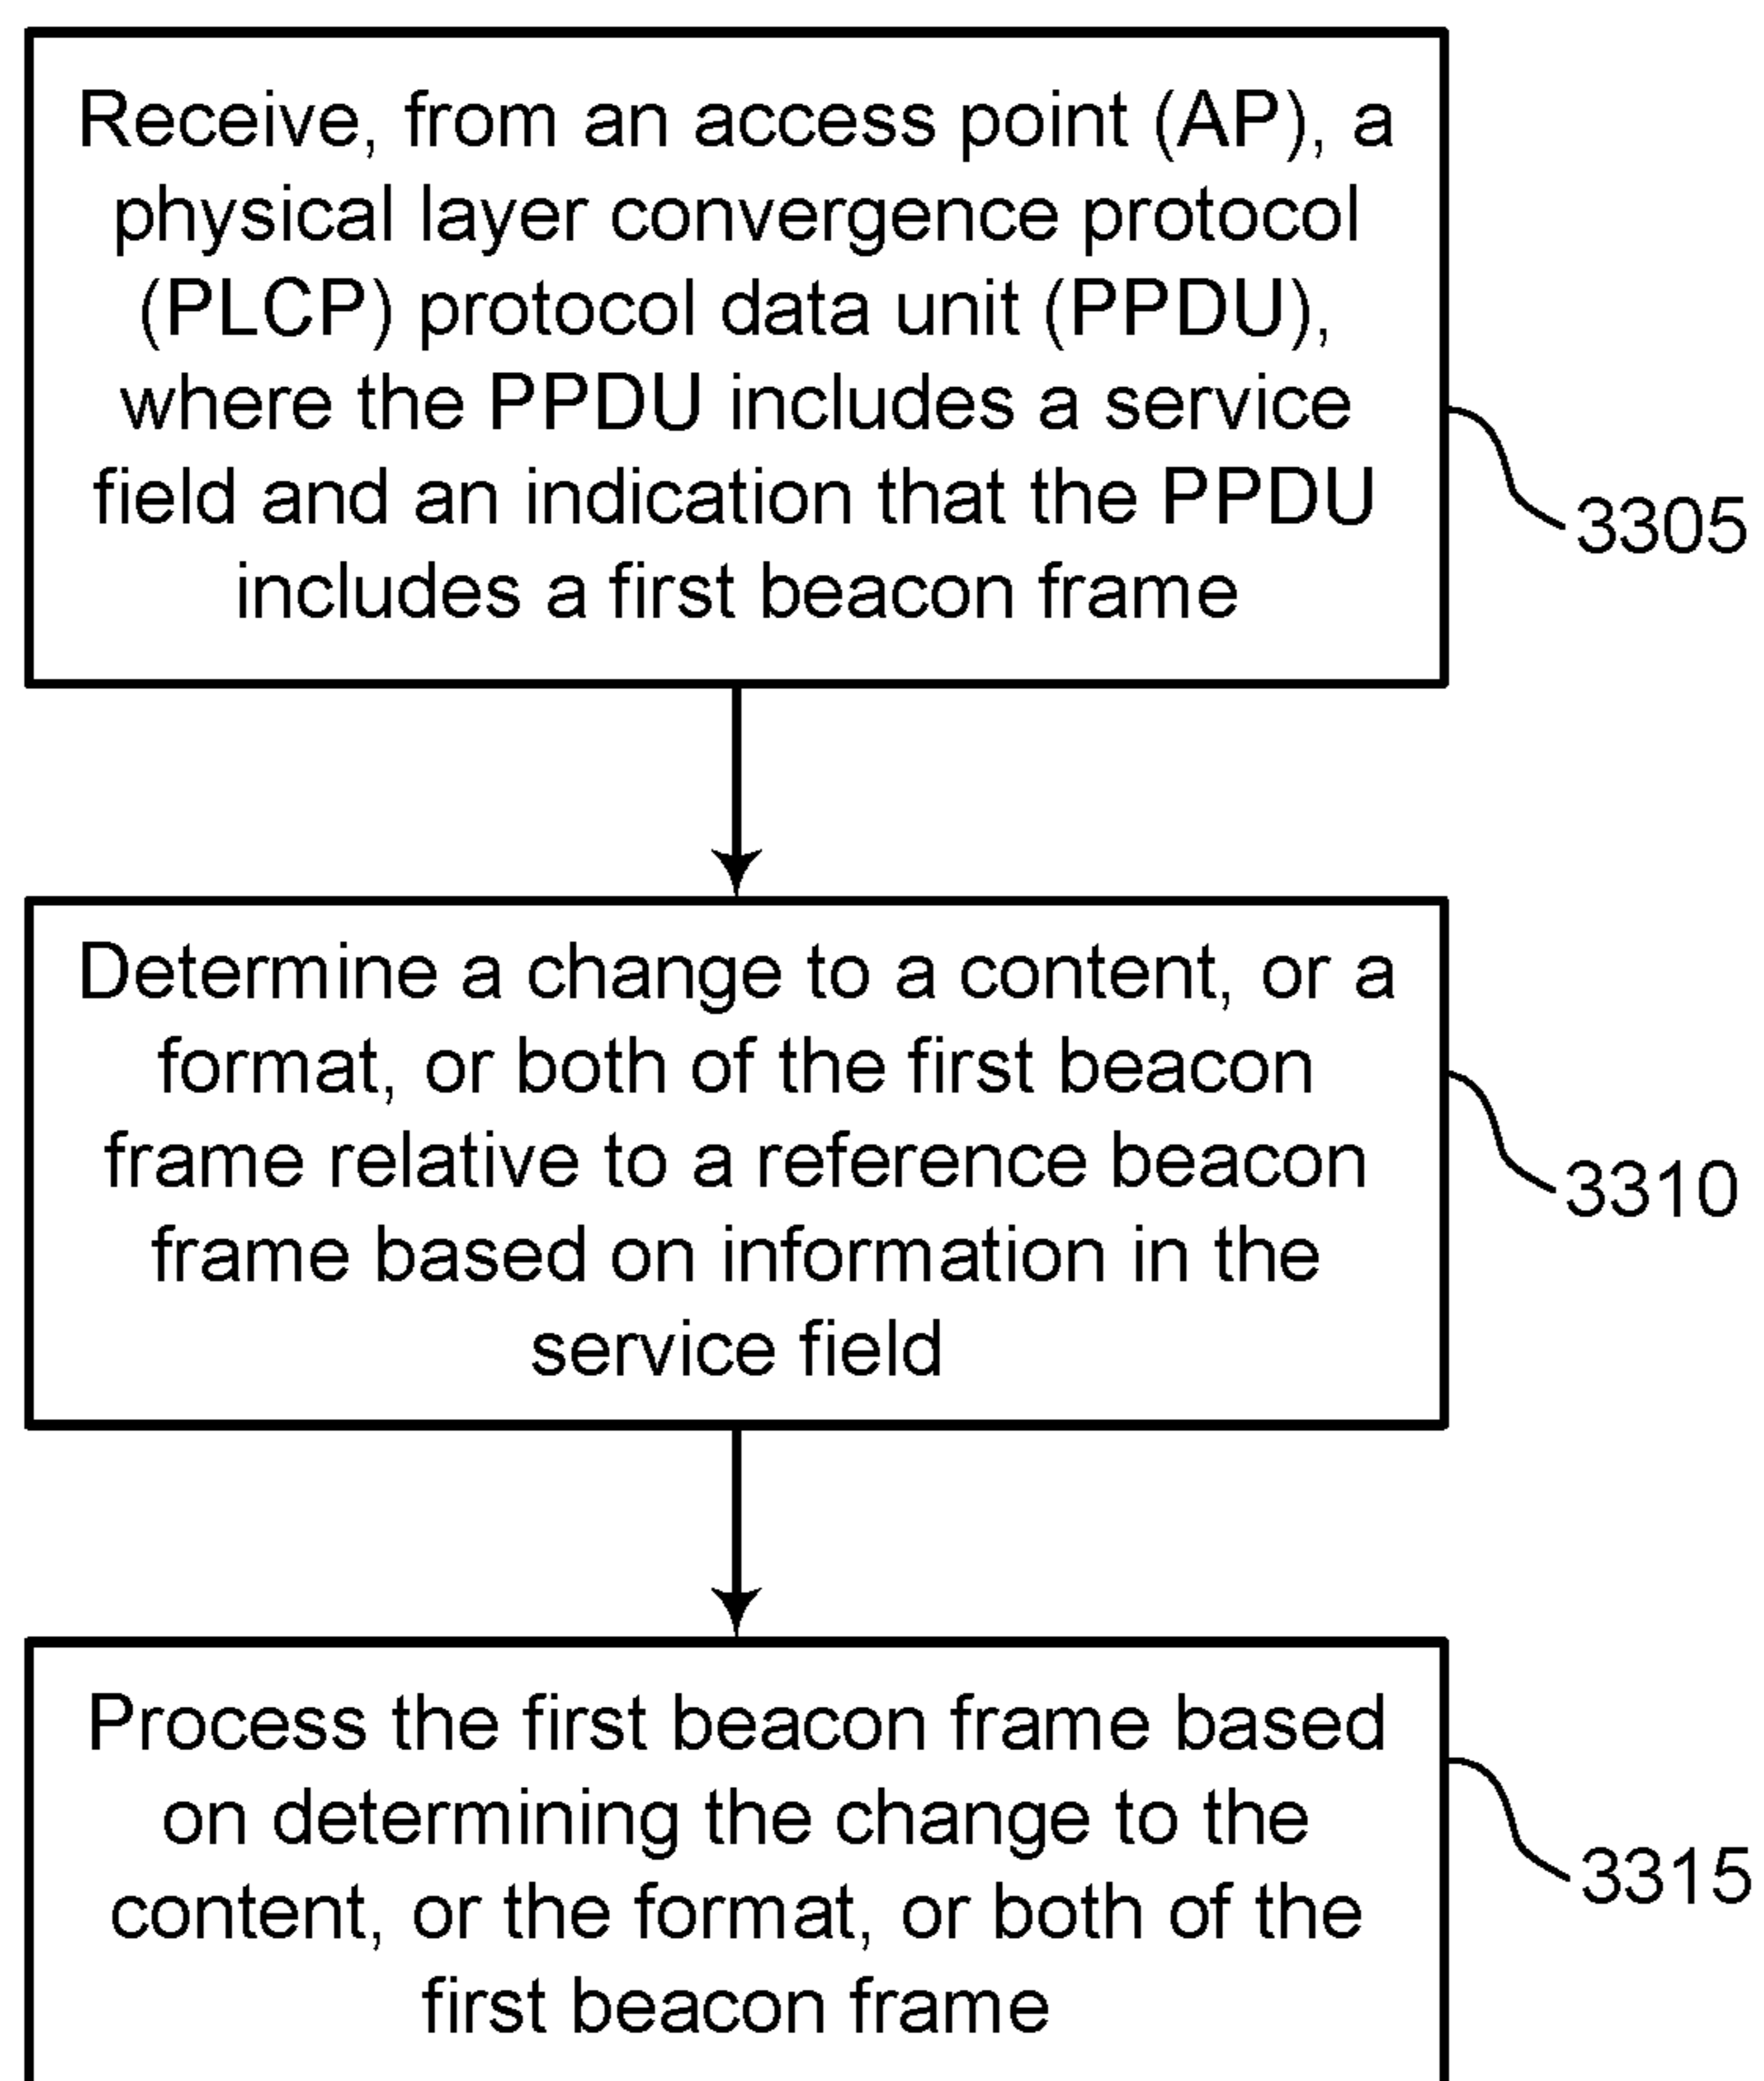 Receive, from an access point (AP), a
physical layer convergence protocol
(PLCP) protocol data unit (PPDU),
where the PPDU includes a service
field and an indication that the PPDU
includes a first beacon frame
3305
Determine a change to a content, or a
format, or both of the first beacon
frame relative to a reference beacon
frame based on information in the
service field
3310
Process the first beacon frame based
on determining the change to the
content, or the format, or both of the
first beacon frame
3315